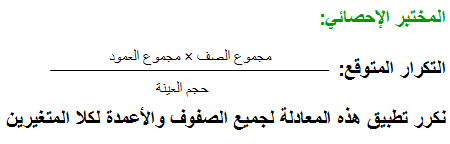 المختبر الإحصائي:
مجموع الصف × مجموع العمود
التكرار المتوقع:
حجم العينة
نكرر تطبيق هذه المعادلة لجميع الصفوف والأعمدة لكلا المتغيرين